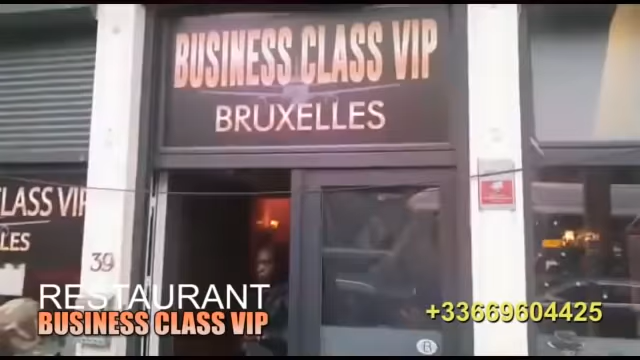 BUSINESS CLASS VIP
BRUXELLES
LASS VIP
LES
39
RESTAURANT
BUSINESS CLASS VIP
+33669604425
B